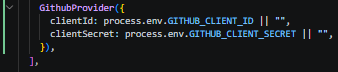 GithubProvider({
clientId: process.env.GITHUB_CLIENT_ID || "",
clientSecret: process.env.GITHUB_CLIENT_SECRET || "",
}),
],